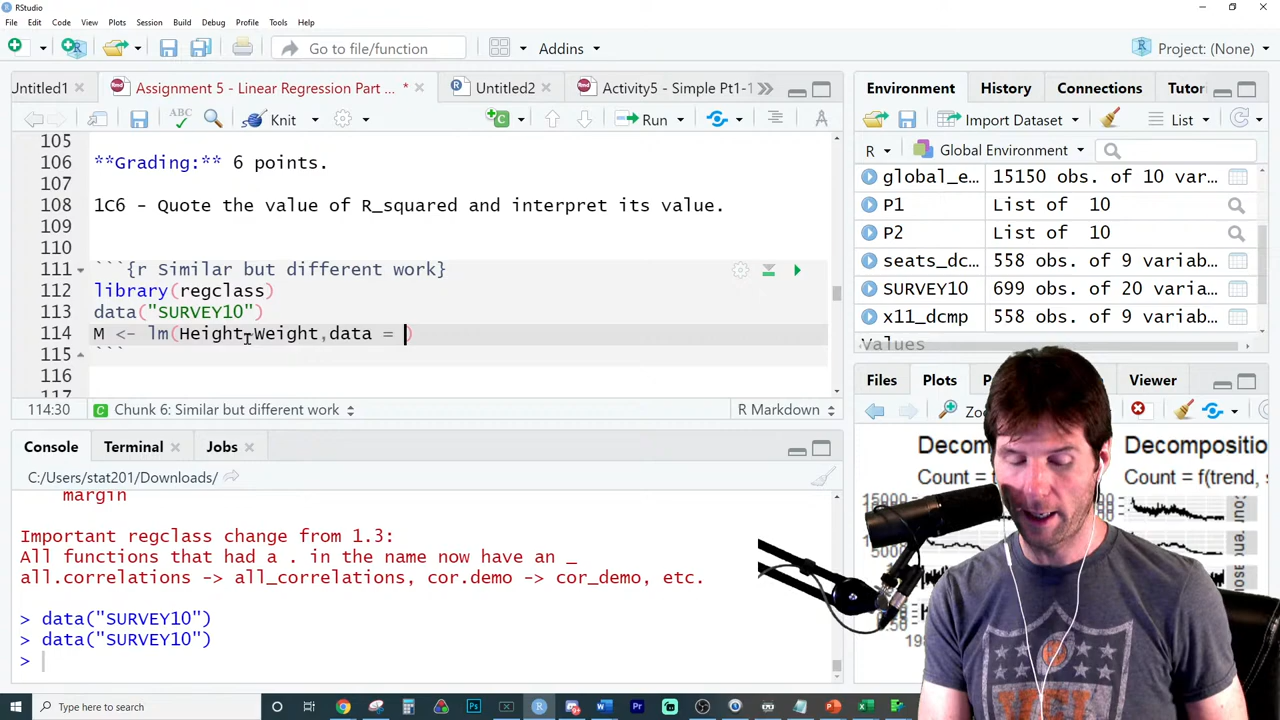 RStudio
File Edit Code View Plots Session Build Debug Profile Tools Help
Go to file/function
Addins
Project: (None)
Untitled1
Assignment 5 - Linear Regression Part ... *
Untitled2
Activity5 - Simple Pt1-1
Knit
Run
105
106 **Grading:** 6 points.
107
108 1C6 - Quote the value of R_squared and interpret its value.
109
110
111 ```{r Similar but different work}
112 library(regclass)
113 data("SURVEY10")
114 M <- lm(Height~Weight,data = )
115 ```
116
114:30 Chunk 6: Similar but different work R Markdown
Console Terminal Jobs
C:/Users/stat201/Downloads/
margin
Important regclass change from 1.3:
All functions that had a . in the name now have an _
all.correlations -> all_correlations, cor.demo -> cor_demo, etc.
> data("SURVEY10")
> data("SURVEY10")
>
Environment History Connections Tutor
Import Dataset List
R Global Environment
global_e... 15150 obs. of 10 var...
P1 List of 10
P2 List of 10
seats_dc... 558 obs. of 9 variab...
SURVEY10 699 obs. of 20 variab...
x11_dcmp 558 obs. of 9 variab...
Values
Files Plots Viewer
Decomp Decompositio
Count = f Count = f(trend, s
15000
Type here to search